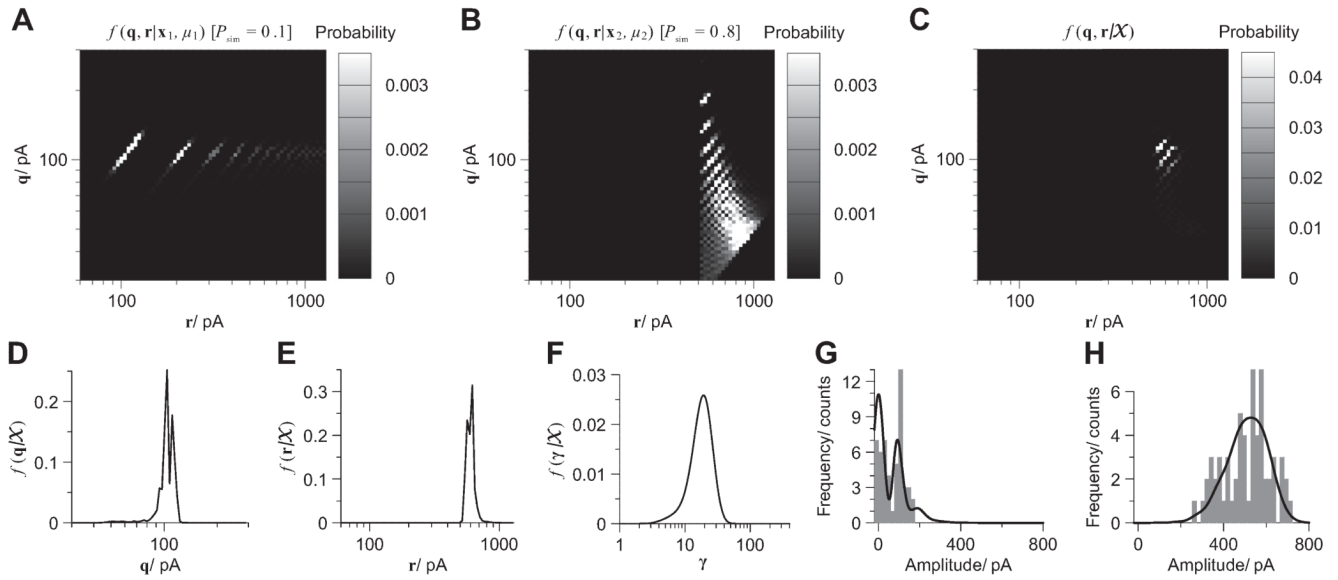 A
f (q, r|x₁, μ₁) [Pₛᵢₘ = 0.1]
Probability
0.003
0.002
0.001
0
100
q/ pA
100
1000
r/ pA
B
f (q, r|x₂, μ₂) [Pₛᵢₘ = 0.8]
Probability
0.003
0.002
0.001
0
100
q/ pA
100
1000
r/ pA
C
f (q, r/X)
Probability
0.04
0.03
0.02
0.01
0
100
q/ pA
100
1000
r/ pA
D
f (q/X)
0.2
0.1
0
100
q/ pA
E
f (r/X)
0.3
0.2
0.1
0
100
1000
r/ pA
F
f (γ/X)
0.03
0.02
0.01
0.00
1
10
100
γ
G
Frequency/ counts
12
9
6
3
0
0
400
800
Amplitude/ pA
H
Frequency/ counts
6
4
2
0
0
400
800
Amplitude/ pA